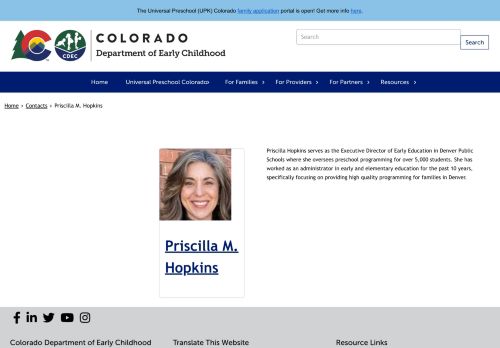 The Universal Preschool (UPK) Colorado family application portal is open! Get more info here.
COLORADO
Department of Early Childhood
CDEC
Search
Search
Home
Universal Preschool Colorado
For Families
For Providers
For Partners
Resources
Home › Contacts › Priscilla M. Hopkins
Priscilla M.
Hopkins
Priscilla Hopkins serves as the Executive Director of Early Education in Denver Public
Schools where she oversees preschool programming for over 5,000 students. She has
worked as an administrator in early and elementary education for the past 10 years,
specifically focusing on providing high quality programming for families in Denver.
Colorado Department of Early Childhood
Translate This Website
Resource Links